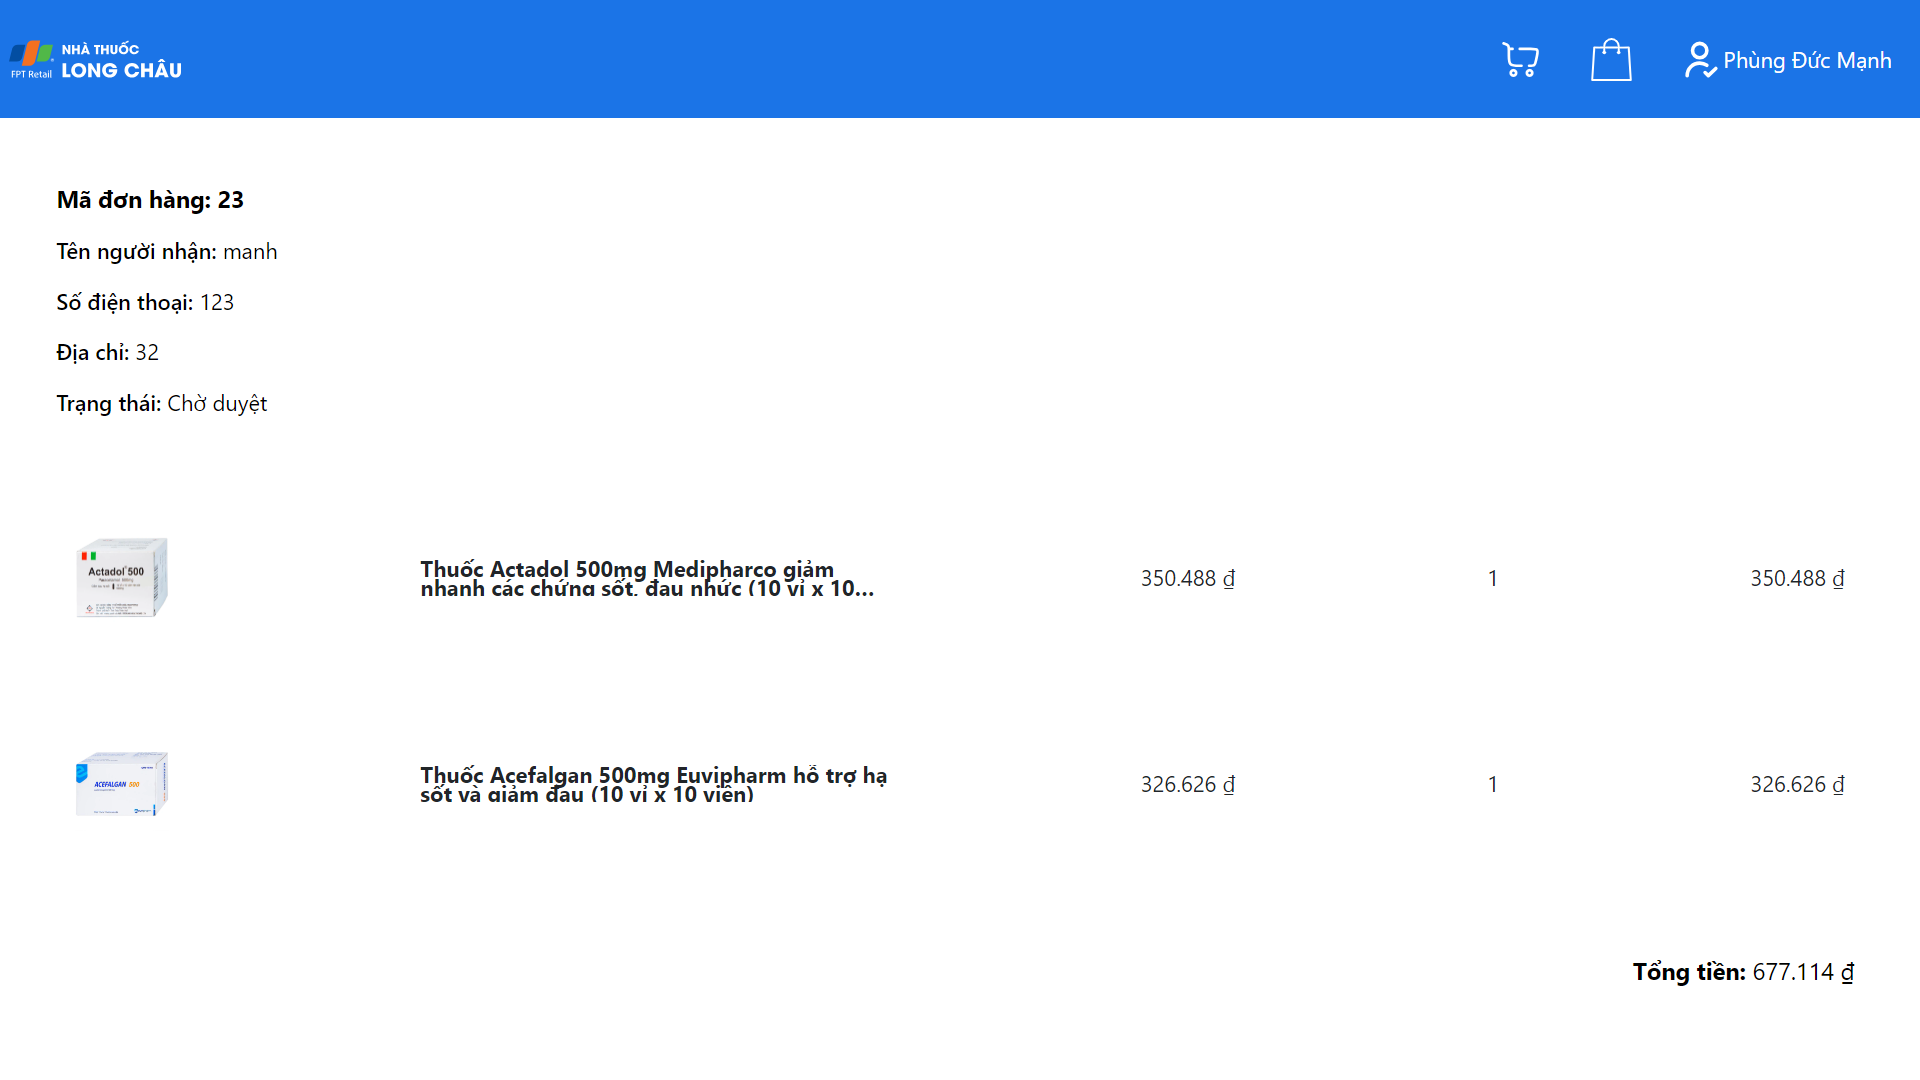 NHÀ THUỐC
FPT Retail LONG CHÂU
Phùng Đức Mạnh
Mã đơn hàng: 23
Tên người nhận: manh
Số điện thoại: 123
Địa chỉ: 32
Trạng thái: Chờ duyệt
Actadol 500
Thuốc Actadol 500mg Medipharco giảm
nhanh các chứng sốt, đau nhức (10 vỉ x 10...
350.488 ₫
1
350.488 ₫
ACEFALGAN 500
Thuốc Acefalgan 500mg Euvipharm hỗ trợ hạ
sốt và giảm đau (10 vỉ x 10 viên)
326.626 ₫
1
326.626 ₫
Tổng tiền: 677.114 ₫